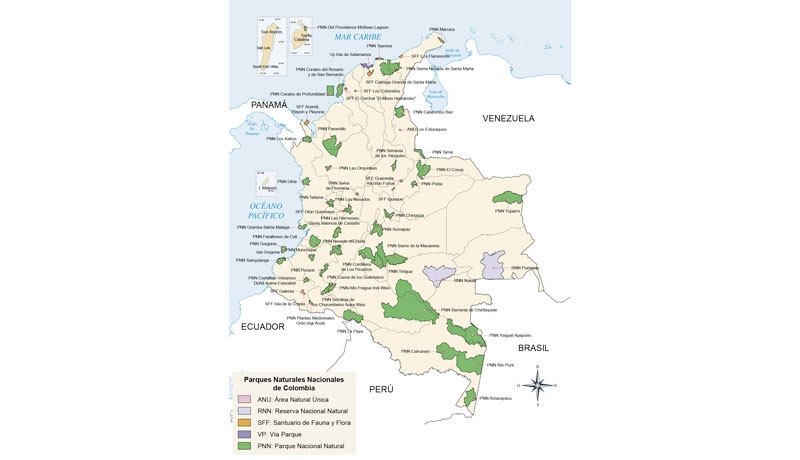 PNN Old Providence McBean Lagoon
San Andrés
Santa Catalina
San Luis
South End Villas
MAR CARIBE
PNN Macuira
PNN Tayrona
Vp Isla de Salamanca
SFF Los Flamencos
PNN Sierra Nevada de Santa Marta
PNN Corales del Rosario
y de San Bernardo
SFF Ciénaga Grande de Santa Marta
SFF Los Colorados
PNN Corales de Profundidad
SFF El Corchal "El Mono Hernández"
Lago de Maracaibo
PANAMÁ
SFF Acandí,
Playón y Playona
PNN Catatumbo Barí
VENEZUELA
Golfo De Panamá
PNN Paramillo
ANU Los Estoraques
PNN Los Katíos
PNN Serranía
de los Yariguíes
PNN Tamá
PNN Las Orquídeas
PNN El Cocuy
PNN Utría
PNN Selva
de Florencia
SFF Guanentá
Alto Río Fonce
PNN Pisba
I. Malpelo
PNN Tatamá
PNN Los Nevados
SFF Iguaque
PNN Tuparro
OCÉANO
PACÍFICO
SFF Otún Quimbaya
PNN Chingaza
PNN Las Hermosas
Gloria Valencia de Castaño
PNN Uramba Bahía Málaga
PNN Sumapaz
PNN Farallones de Cali
PNN Gorgona
PNN Nevado del Huila
PNN Sierra de la Macarena
Isla Gorgona
PNN Munchique
PNN Sanquianga
PNN Cordillera
de Los Picachos
PNN Puracé
PNN Tinigua
RNN Puinawai
PNN Cueva de los Guácharos
RNN Nukak
PNN Complejo Volcánico
Doña Juana-Cascabel
PNN Alto Fragua Indi-Wasi
SFF Galeras
PNN Serranía de
los Churumbelos Auka-Wasi
SFF Isla de la Corota
PNN Serranía de Chiribiquete
PNN Plantas Medicinales
Orito Ingi-Ande
ECUADOR
PNN La Paya
PNN Yaigojé Apaporis
BRASIL
PNN Cahuinarí
PNN Río Puré
PERÚ
PNN Amacayacu
N
Parques Naturales Nacionales
de Colombia
ANU: Área Natural Única
RNN: Reserva Nacional Natural
SFF: Santuario de Fauna y Flora
VP: Vía Parque
PNN: Parque Nacional Natural